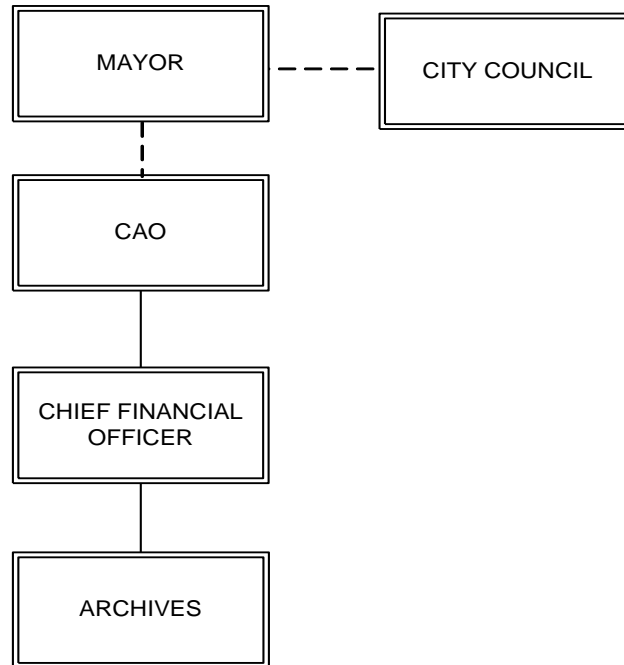 MAYOR
CITY COUNCIL
CAO
CHIEF FINANCIAL
OFFICER
ARCHIVES